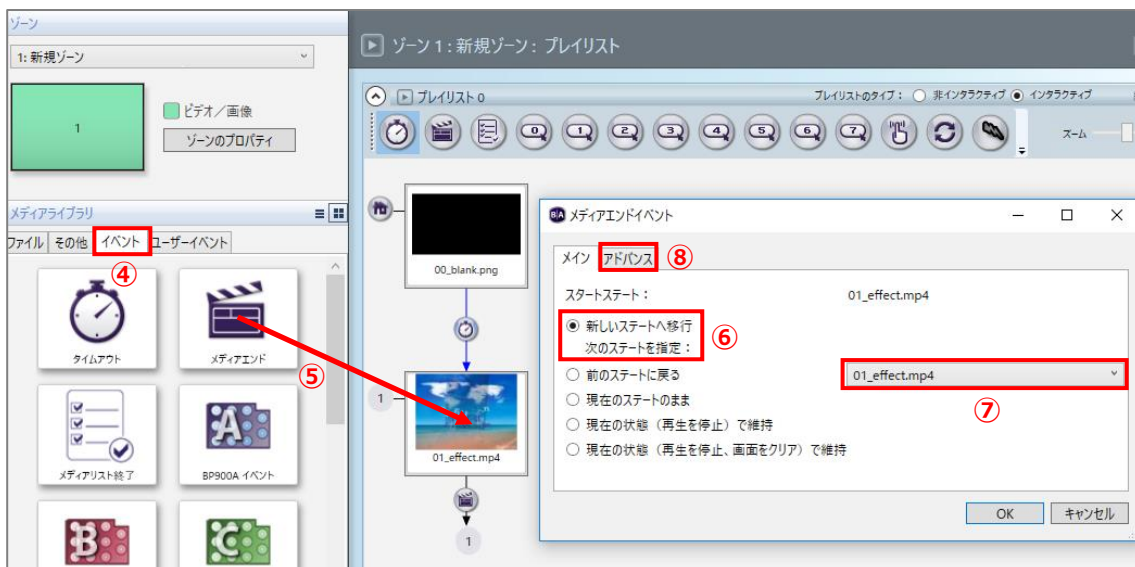 ゾーン
1: 新規ゾーン
1
ビデオ／画像
ゾーンのプロパティ
メディアライブラリ
ファイル
その他
イベント
ユーザーイベント
④
タイムアウト
メディアエンド
⑤
メディアリスト終了
A
BP900A イベント
B
C
ゾーン 1 : 新規ゾーン : プレイリスト
プレイリスト 0
プレイリストのタイプ :
非インタラクティブ
インタラクティブ
0
1
2
3
4
5
6
7
ズーム
00_blank.png
1
01_effect.mp4
1
BA メディアエンドイベント
メイン
アドバンス
⑧
スタートステート :
01_effect.mp4
新しいステートへ移行
次のステートを指定 :
⑥
前のステートに戻る
01_effect.mp4
現在のステートのまま
⑦
現在の状態（再生を停止）で維持
現在の状態（再生を停止、画面をクリア）で維持
OK
キャンセル